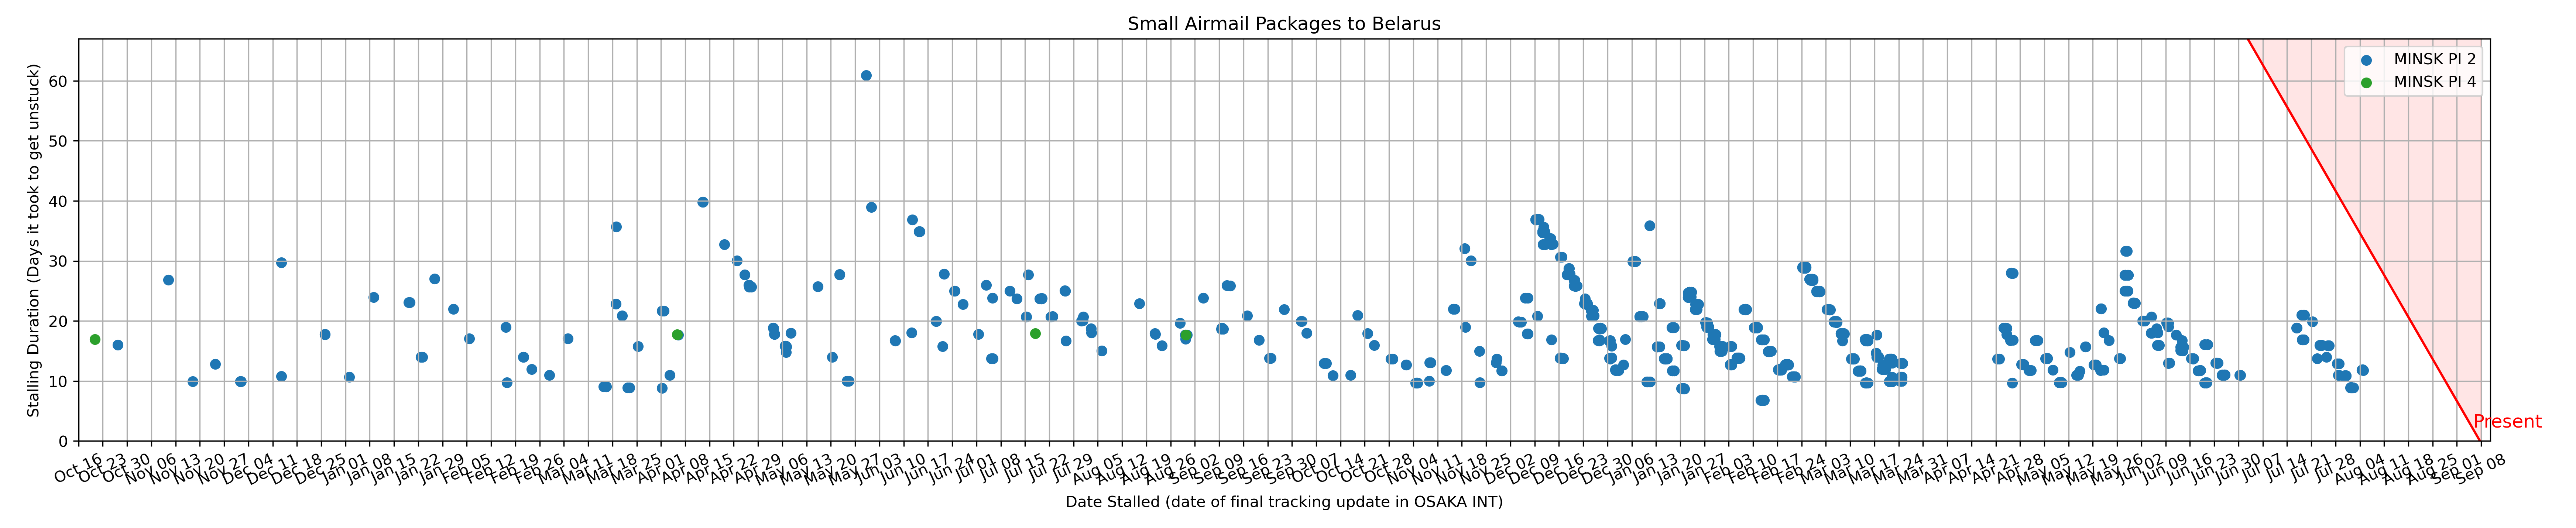 Small Airmail Packages to Belarus
Stalling Duration (Days it took to get unstuck)
60
50
40
30
20
10
0
MINSK PI 2
MINSK PI 4
Present
Oct 16
Oct 23
Oct 30
Nov 06
Nov 13
Nov 20
Nov 27
Dec 04
Dec 11
Dec 18
Dec 25
Jan 01
Jan 08
Jan 15
Jan 22
Jan 29
Feb 05
Feb 12
Feb 19
Feb 26
Mar 04
Mar 11
Mar 18
Mar 25
Apr 01
Apr 08
Apr 15
Apr 22
Apr 29
May 06
May 13
May 20
May 27
Jun 03
Jun 10
Jun 17
Jun 24
Jul 01
Jul 08
Jul 15
Jul 22
Jul 29
Aug 05
Aug 12
Aug 19
Aug 26
Sep 02
Sep 09
Sep 16
Sep 23
Sep 30
Oct 07
Oct 14
Oct 21
Oct 28
Nov 04
Nov 11
Nov 18
Nov 25
Dec 02
Dec 09
Dec 16
Dec 23
Dec 30
Jan 06
Jan 13
Jan 20
Jan 27
Feb 03
Feb 10
Feb 17
Feb 24
Mar 03
Mar 10
Mar 17
Mar 24
Mar 31
Apr 07
Apr 14
Apr 21
Apr 28
May 05
May 12
May 19
May 26
Jun 02
Jun 09
Jun 16
Jun 23
Jun 30
Jul 07
Jul 14
Jul 21
Jul 28
Aug 04
Aug 11
Aug 18
Aug 25
Sep 01
Sep 08
Date Stalled (date of final tracking update in OSAKA INT)